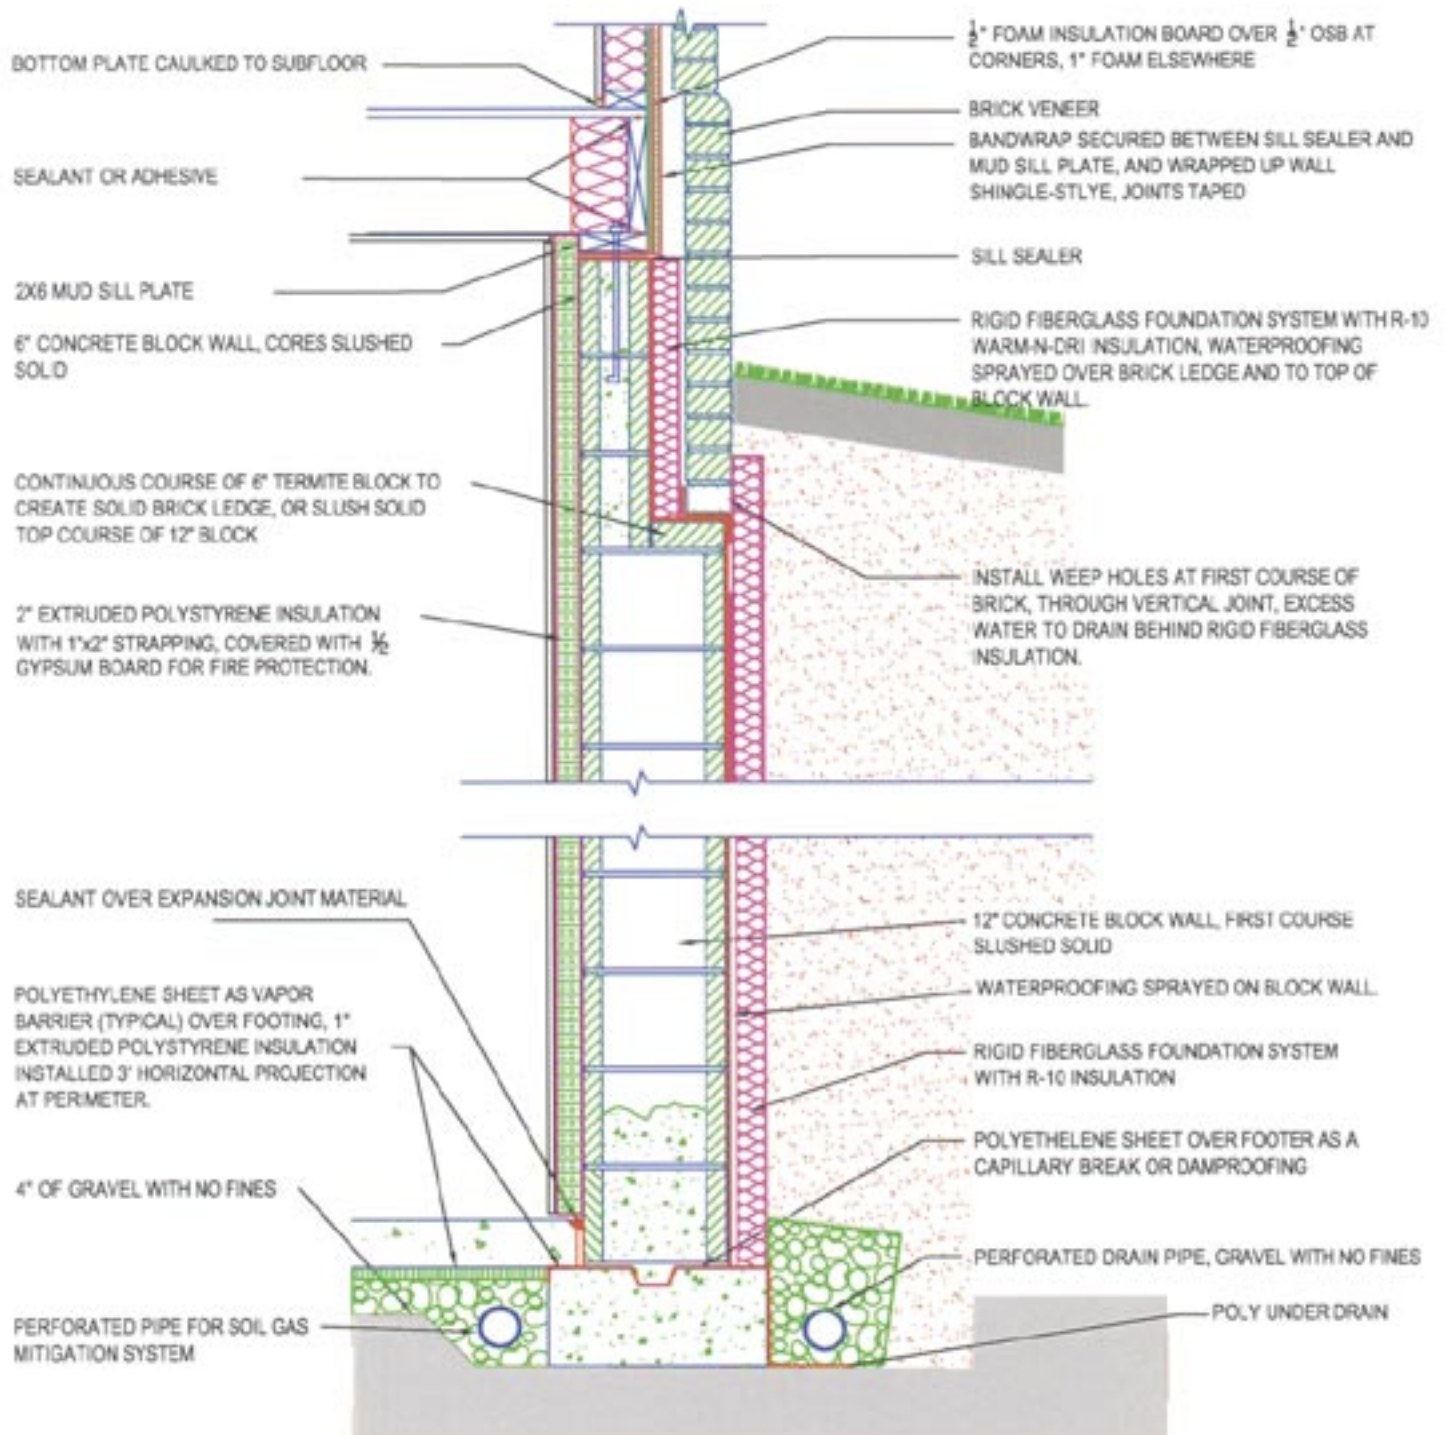 BOTTOM PLATE CAULKED TO SUBFLOOR
SEALANT OR ADHESIVE
2X6 MUD SILL PLATE
6" CONCRETE BLOCK WALL, CORES SLUSHED
SOLID
CONTINUOUS COURSE OF 6" TERMITE BLOCK TO
CREATE SOLID BRICK LEDGE, OR SLUSH SOLID
TOP COURSE OF 12" BLOCK
2" EXTRUDED POLYSTYRENE INSULATION
WITH 1"x2" STRAPPING, COVERED WITH ½
GYPSUM BOARD FOR FIRE PROTECTION.
SEALANT OVER EXPANSION JOINT MATERIAL
POLYETHYLENE SHEET AS VAPOR
BARRIER (TYPICAL) OVER FOOTING, 1"
EXTRUDED POLYSTYRENE INSULATION
INSTALLED 3' HORIZONTAL PROJECTION
AT PERIMETER.
4" OF GRAVEL WITH NO FINES
PERFORATED PIPE FOR SOIL GAS
MITIGATION SYSTEM
½" FOAM INSULATION BOARD OVER ½' OSB AT
CORNERS, 1" FOAM ELSEWHERE
BRICK VENEER
BANDWRAP SECURED BETWEEN SILL SEALER AND
MUD SILL PLATE, AND WRAPPED UP WALL
SHINGLE-STLYE, JOINTS TAPED
SILL SEALER
RIGID FIBERGLASS FOUNDATION SYSTEM WITH R-10
WARM-N-DRI INSULATION, WATERPROOFING
SPRAYED OVER BRICK LEDGE AND TO TOP OF
BLOCK WALL.
INSTALL WEEP HOLES AT FIRST COURSE OF
BRICK, THROUGH VERTICAL JOINT, EXCESS
WATER TO DRAIN BEHIND RIGID FIBERGLASS
INSULATION.
12" CONCRETE BLOCK WALL, FIRST COURSE
SLUSHED SOLID
WATERPROOFING SPRAYED ON BLOCK WALL.
RIGID FIBERGLASS FOUNDATION SYSTEM
WITH R-10 INSULATION
POLYETHELENE SHEET OVER FOOTER AS A
CAPILLARY BREAK OR DAMPROOFING
PERFORATED DRAIN PIPE, GRAVEL WITH NO FINES
POLY UNDER DRAIN